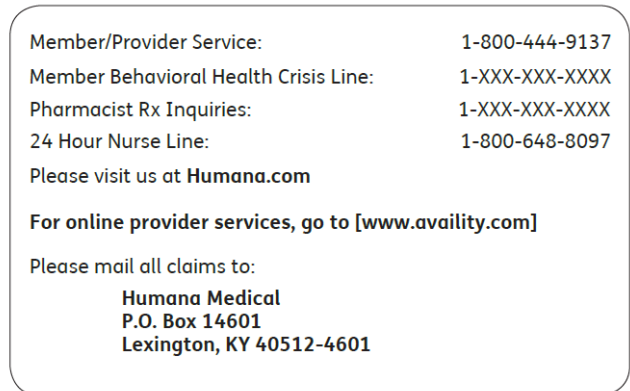 Member/Provider Service: 1-800-444-9137
Member Behavioral Health Crisis Line: 1-XXX-XXX-XXXX
Pharmacist Rx Inquiries: 1-XXX-XXX-XXXX
24 Hour Nurse Line: 1-800-648-8097
Please visit us at Humana.com
For online provider services, go to [www.availity.com]
Please mail all claims to:
Humana Medical
P.O. Box 14601
Lexington, KY 40512-4601